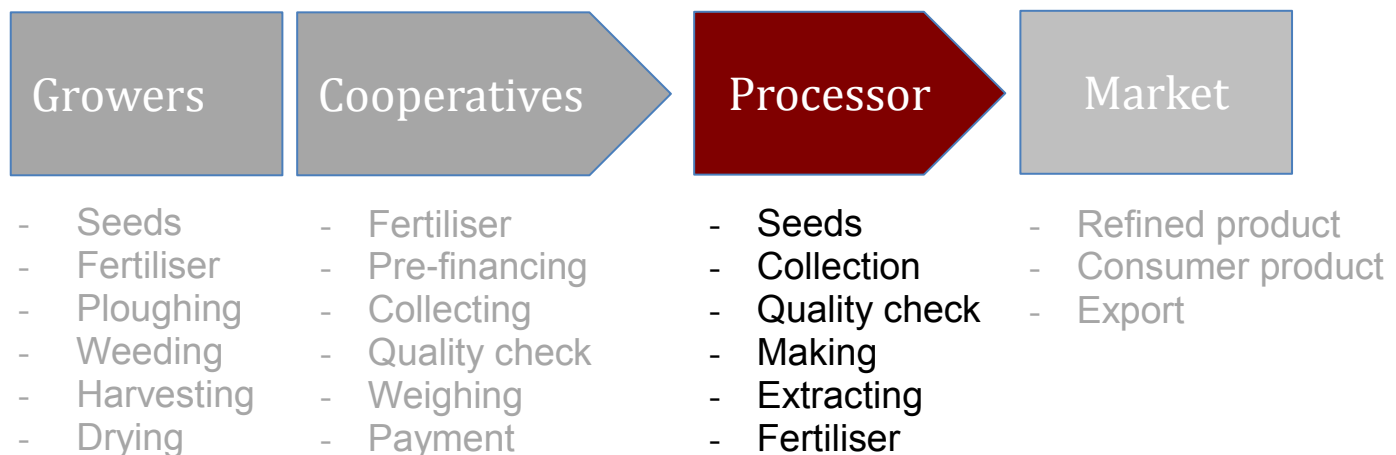 Growers
Cooperatives
Processor
Market
- Seeds
- Fertiliser
- Ploughing
- Weeding
- Harvesting
- Drying
- Fertiliser
- Pre-financing
- Collecting
- Quality check
- Weighing
- Payment
- Seeds
- Collection
- Quality check
- Making
- Extracting
- Fertiliser
- Refined product
- Consumer product
- Export